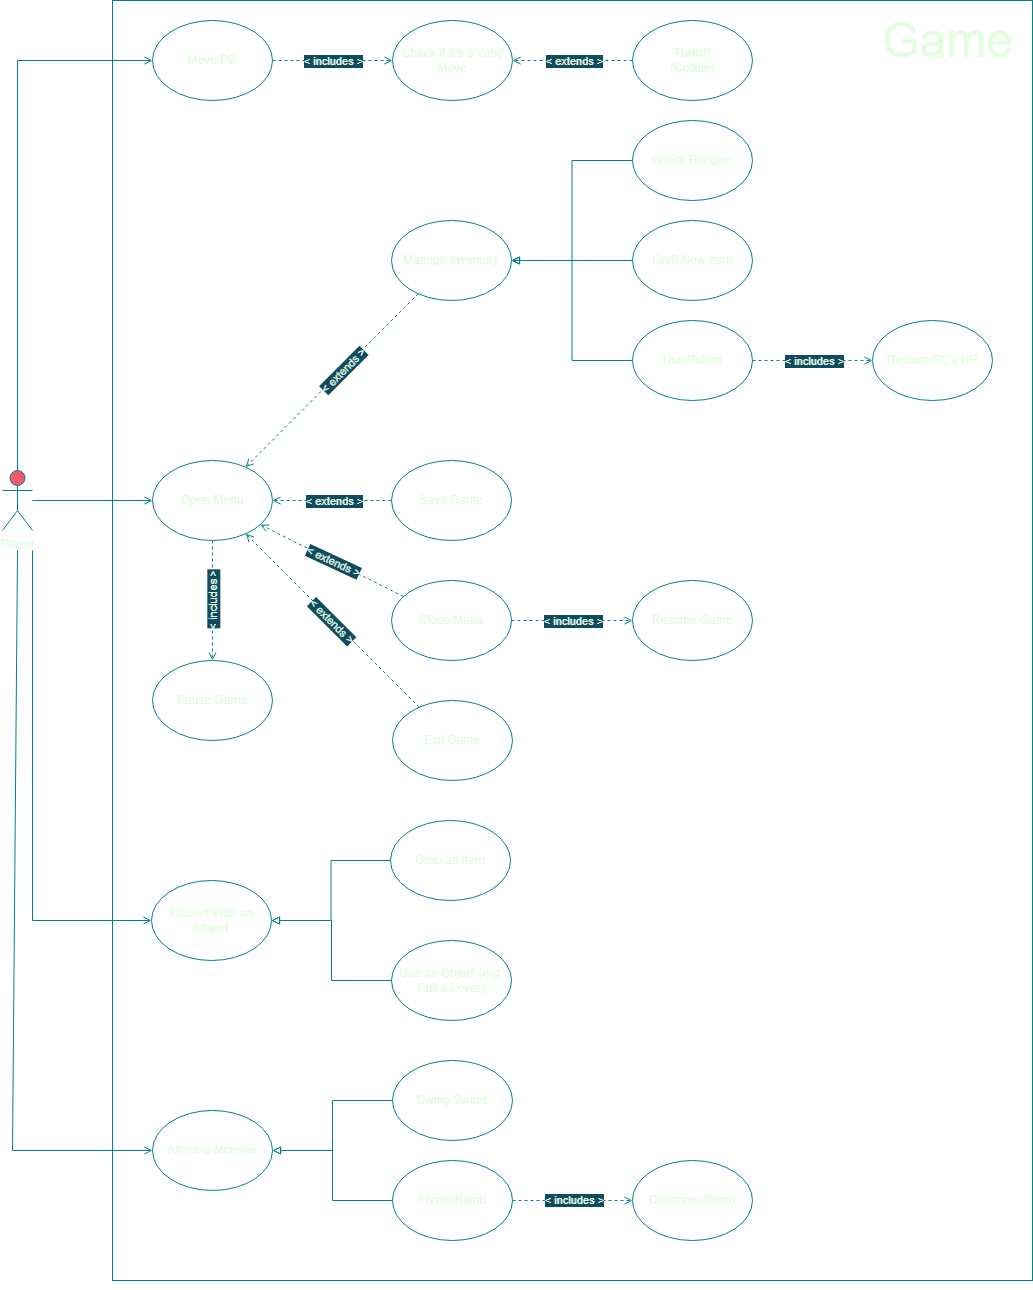 Game
Move PC
< includes >
Check if It's a Valid
Move
< extends >
Thud!!
(Collide)
Check Recipes
Manage Inventory
Craft New Item
Use Potion
< includes >
Restore PC's HP
< extends >
Player
Open Menu
< extends >
Save Game
< extends >
Close Menu
< includes >
Resume Game
< includes >
< extends >
Pause Game
Exit Game
Grab an Item
Interact With an
Object
Use an Object (e.g.
Pull a Lever)
Swing Sword
Attack a Monster
Throw Bomb
< includes >
Consume Bomb